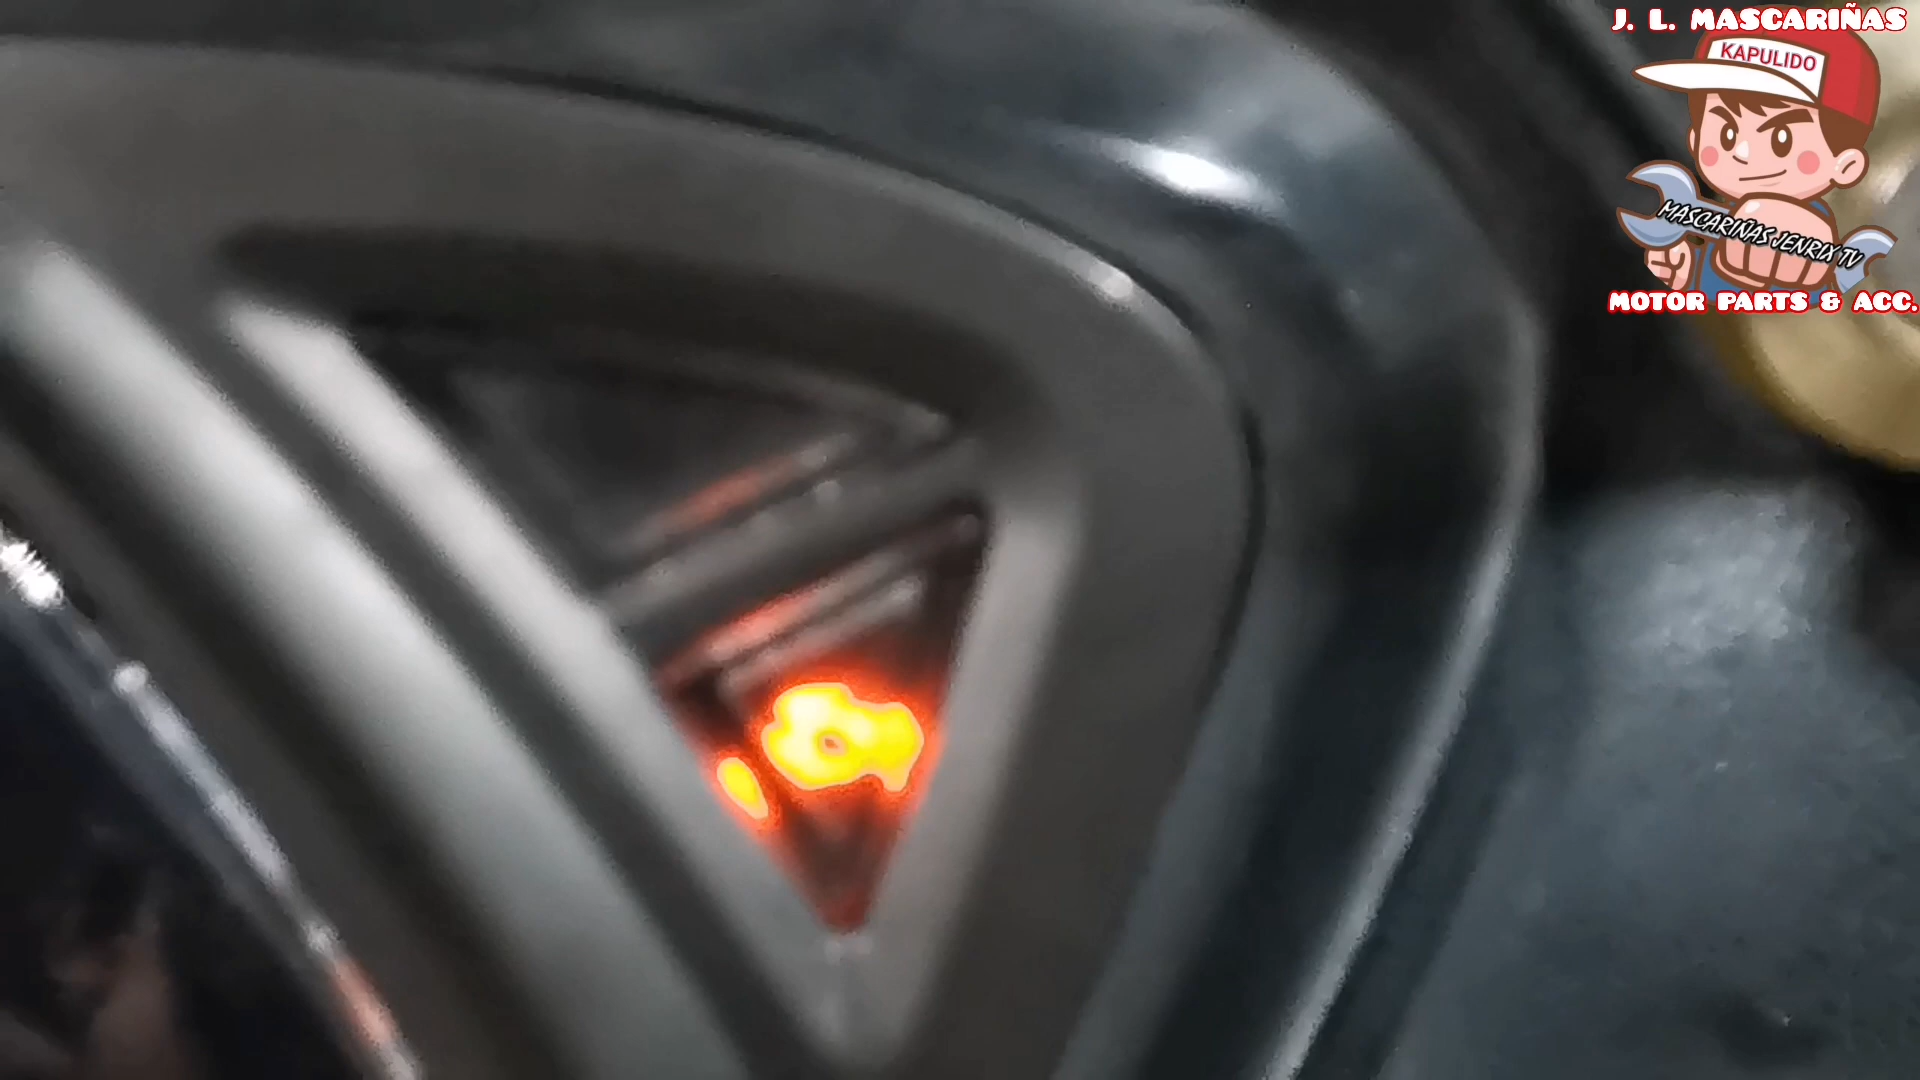 J. L. MASCARIÑAS
KAPULIDO
MASCARIÑAS JENRIX TV
MOTOR PARTS & ACC.